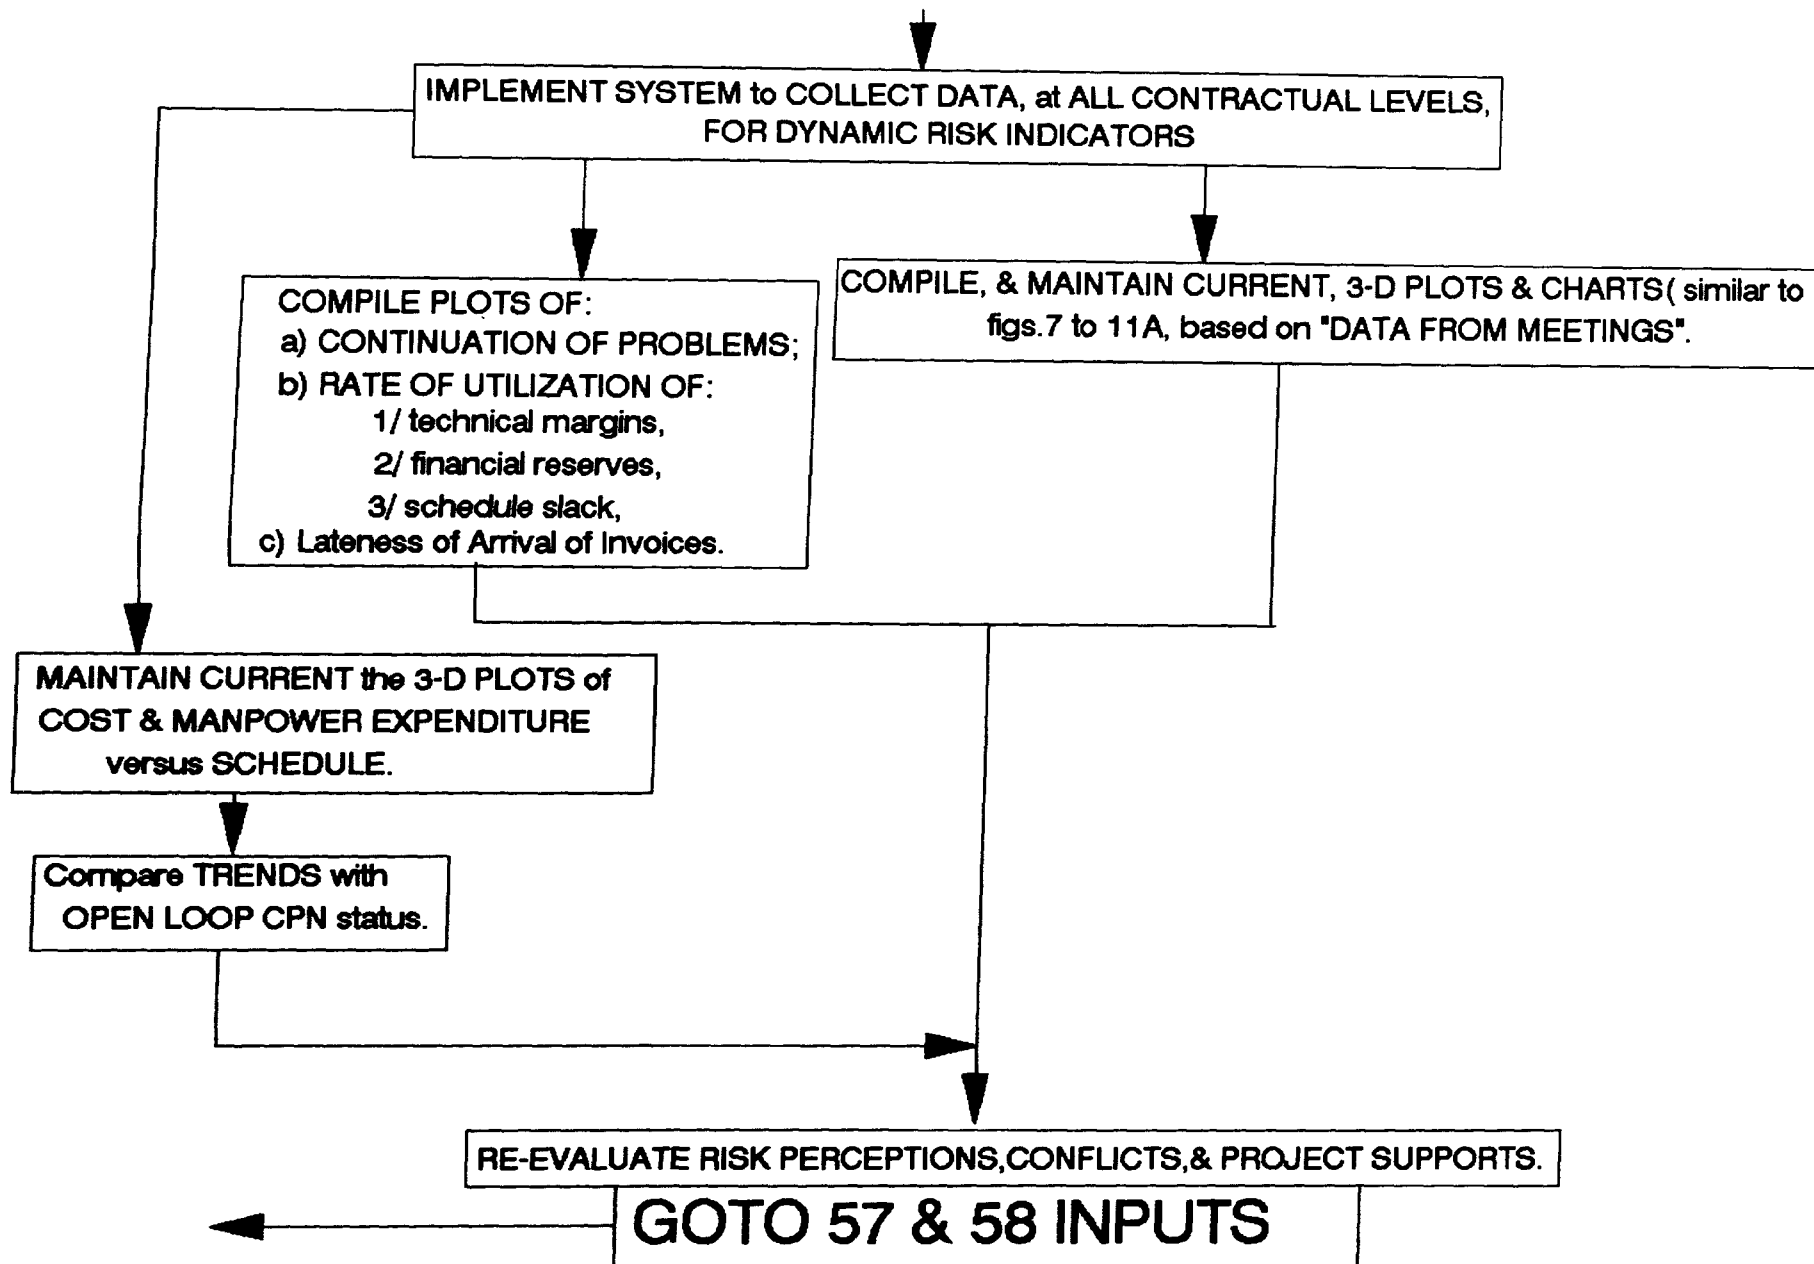 IMPLEMENT SYSTEM to COLLECT DATA, at ALL CONTRACTUAL LEVELS,
FOR DYNAMIC RISK INDICATORS
COMPILE PLOTS OF:
a) CONTINUATION OF PROBLEMS;
b) RATE OF UTILIZATION OF:
1/ technical margins,
2/ financial reserves,
3/ schedule slack,
c) Lateness of Arrival of Invoices.
COMPILE, & MAINTAIN CURRENT, 3-D PLOTS & CHARTS( similar to
figs.7 to 11A, based on "DATA FROM MEETINGS".
MAINTAIN CURRENT the 3-D PLOTS of
COST & MANPOWER EXPENDITURE
versus SCHEDULE.
Compare TRENDS with
OPEN LOOP CPN status.
RE-EVALUATE RISK PERCEPTIONS,CONFLICTS,& PROJECT SUPPORTS.
GOTO 57 & 58 INPUTS